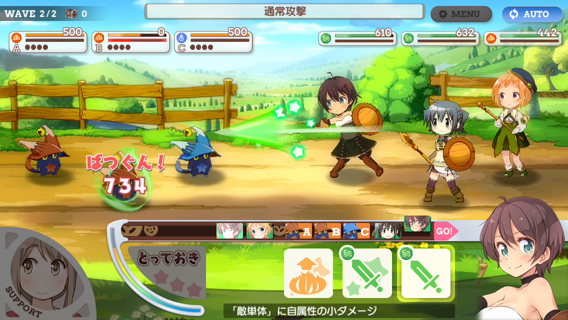 WAVE 2/2 0
通常攻撃
MENU
AUTO
500
A
0
B
500
C
610
632
442
ばつぐん!
734
A
B
C
GO!
とっておき
SUPPORT
「敵単体」に自属性の小ダメージ